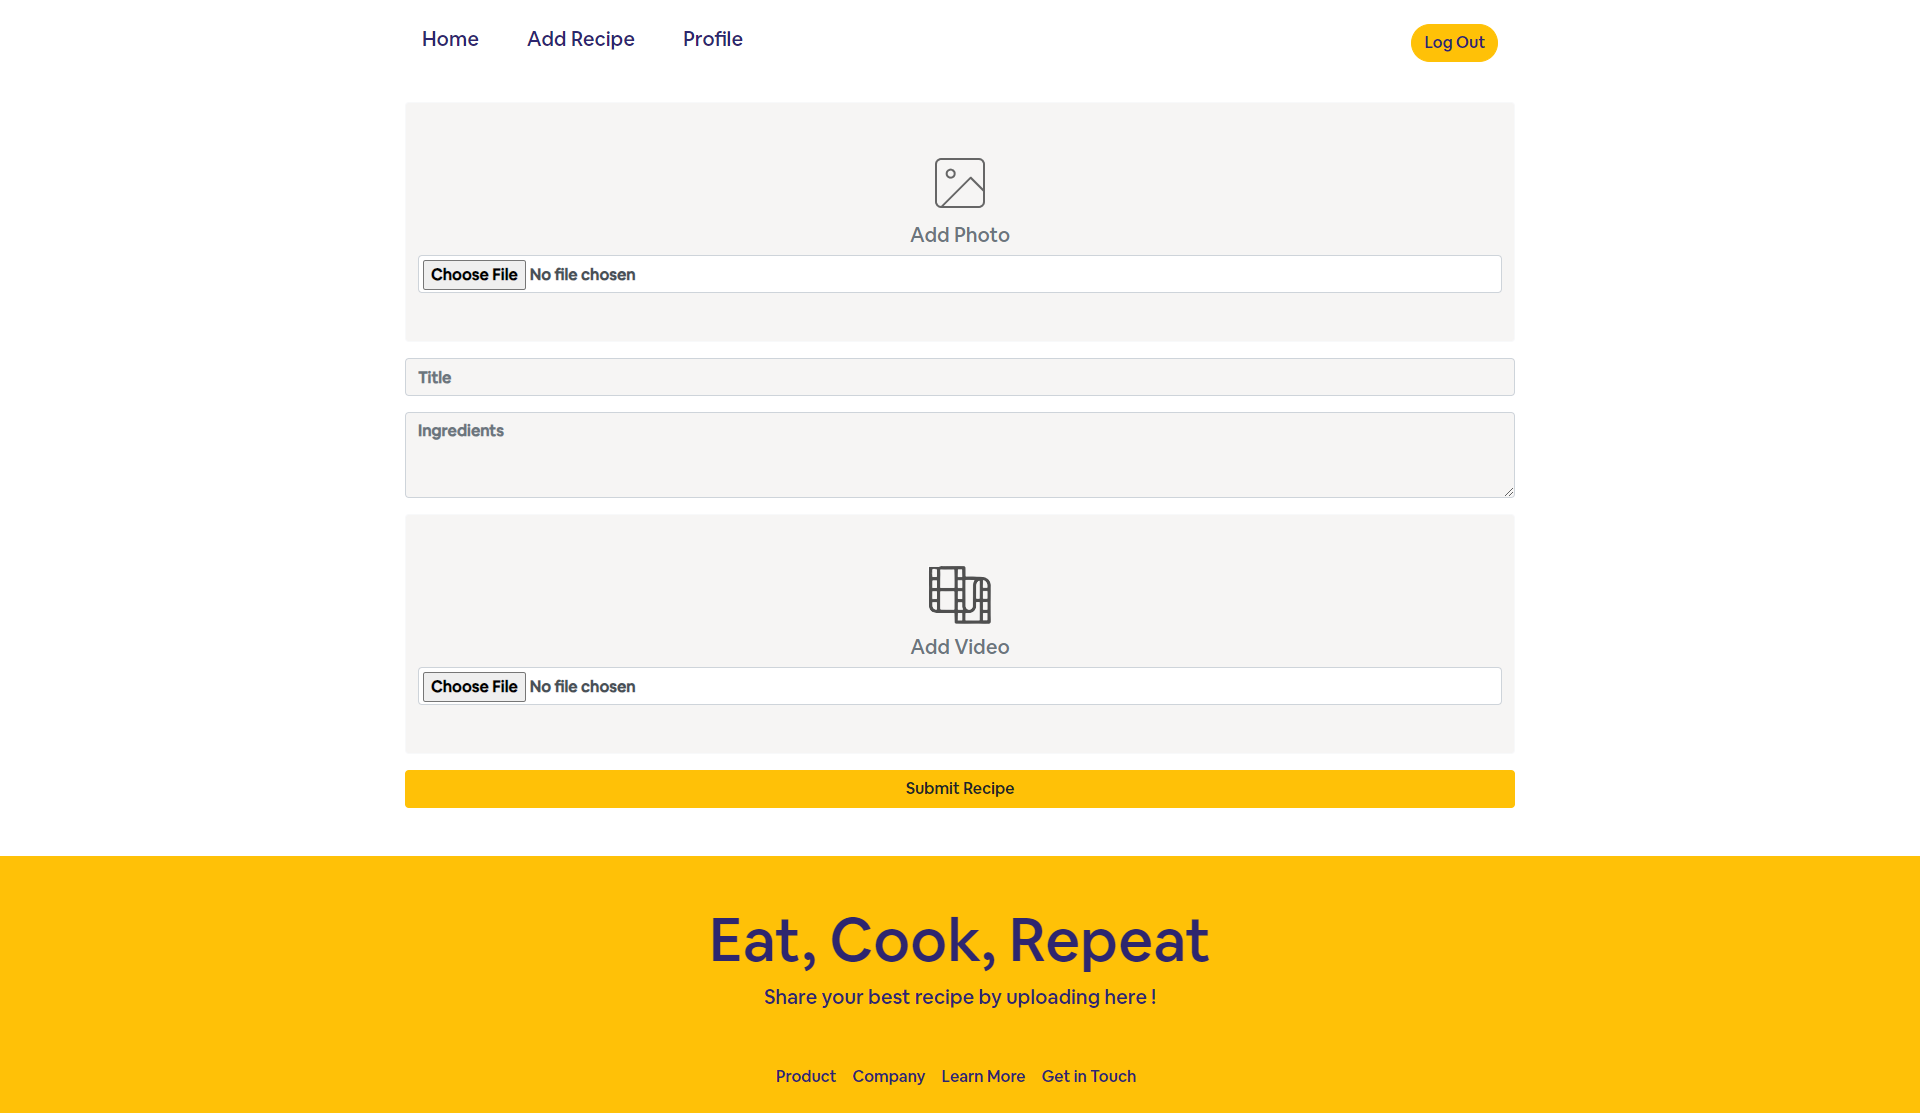 Home Add Recipe Profile Log Out
Add Photo
Choose File No file chosen
Title
Ingredients
Add Video
Choose File No file chosen
Submit Recipe
Eat, Cook, Repeat
Share your best recipe by uploading here !
Product Company Learn More Get in Touch